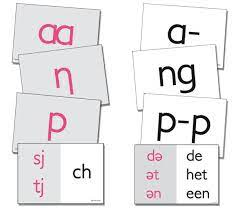 aa
a-
η
ng
p
p-p
sj
tj
ch
də
ət
ən
de
het
een